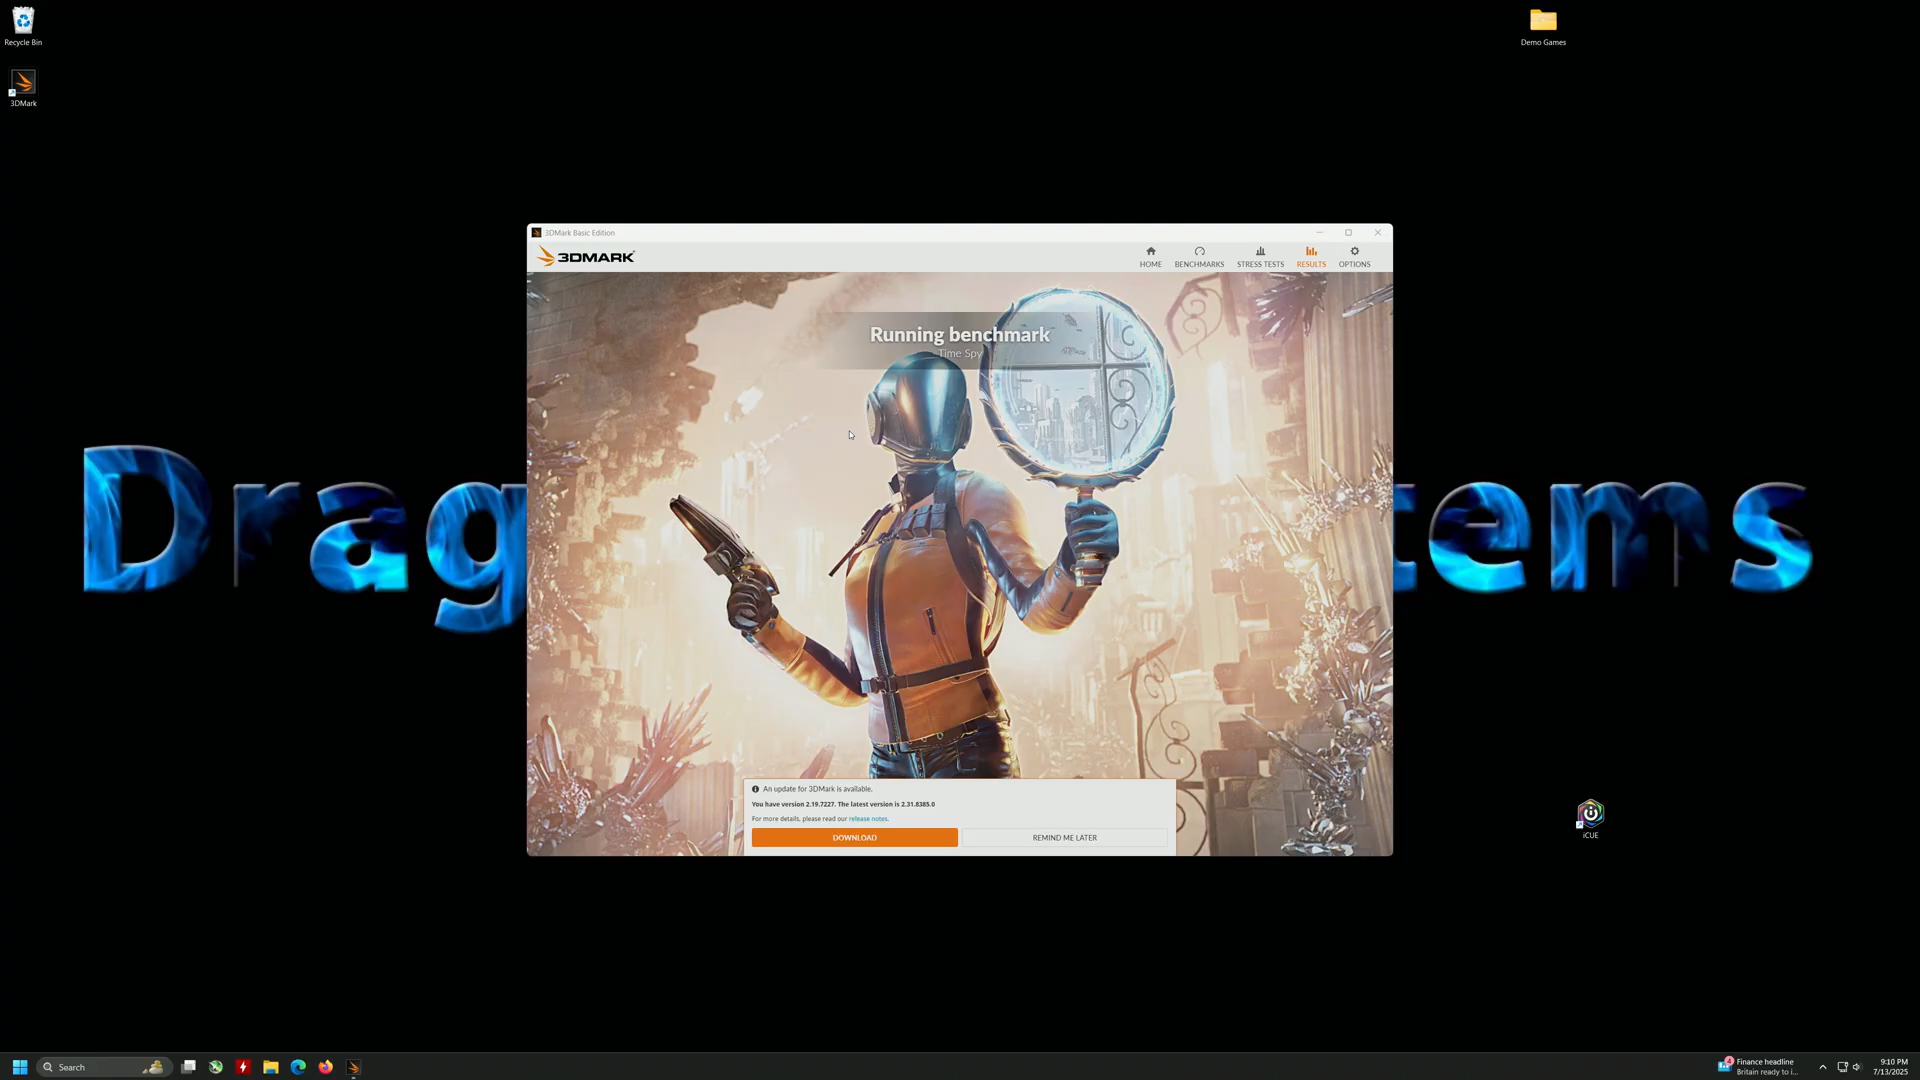 Recycle Bin
3DMark
Demo Games
3DMark Basic Edition
3DMARK
HOME
BENCHMARKS
STRESS TESTS
RESULTS
OPTIONS
Running benchmark
Time Spy
Drag
tems
An update for 3DMark is available.
You have version 2.19.7227. The latest version is 2.31.8385.0
For more details, please read our release notes.
DOWNLOAD
REMIND ME LATER
iCUE
Search
4
Finance headline
Britain ready to i...
9:10 PM
7/13/2025